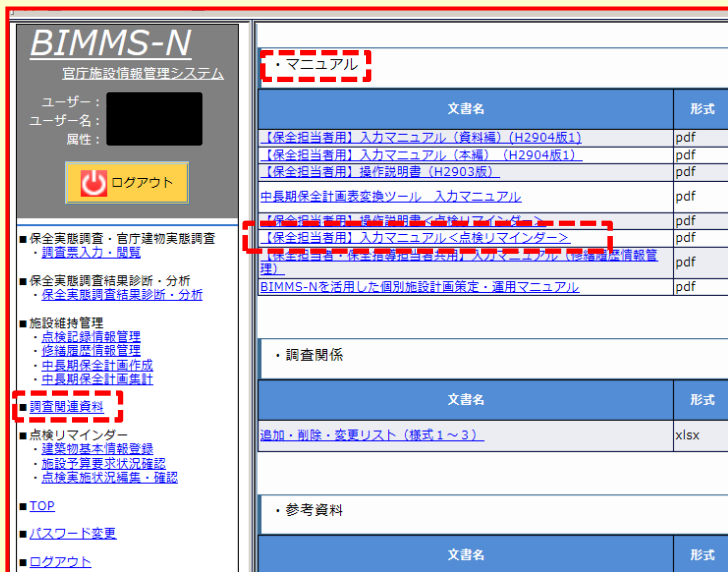 BIMMS-N
官庁施設情報管理システム
ユーザー：
ユーザー名：
属性：
ログアウト
■保全実態調査・官庁建物実態調査
・調査票入力・閲覧
■保全実態調査結果診断・分析
・保全実態調査結果診断・分析
■施設維持管理
・点検記録情報管理
・修繕履歴情報管理
・中長期保全計画作成
・中長期保全計画集計
■調査関連資料
■点検リマインダー
・建築物基本情報登録
・施設予算要求状況確認
・点検実施状況編集・確認
■TOP
■パスワード変更
■ログアウト
・マニュアル
文書名 形式
【保全担当者用】入力マニュアル（資料編）(H2904版1) pdf
【保全担当者用】入力マニュアル（本編）（H2904版1） pdf
【保全担当者用】操作説明書（H2903版） pdf
中長期保全計画表変換ツール　入力マニュアル pdf
【保全担当者用】操作説明書＜点検リマインダー＞ pdf
【保全担当者用】入力マニュアル＜点検リマインダー＞ pdf
【保全担当者・保全指導担当者共用】入力マニュアル（修繕履歴情報管
理） pdf
BIMMS-Nを活用した個別施設計画策定・運用マニュアル pdf
・調査関係
文書名 形式
追加・削除・変更リスト（様式１～３） xlsx
・参考資料
文書名 形式